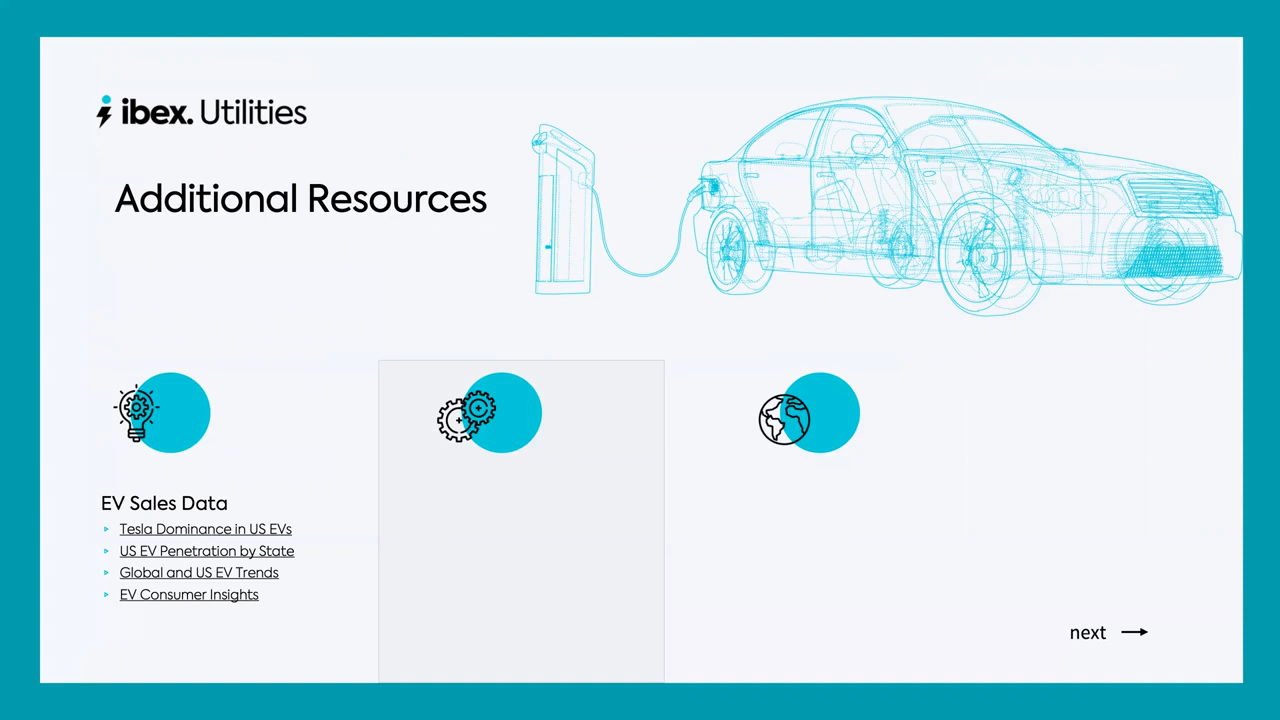 ibex. Utilities
Additional Resources
EV Sales Data
Tesla Dominance in US EVs
US EV Penetration by State
Global and US EV Trends
EV Consumer Insights
next